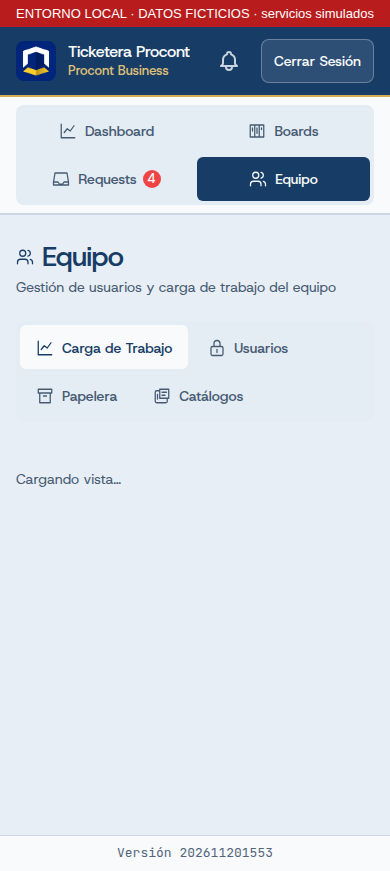 ENTORNO LOCAL · DATOS FICTICIOS · servicios simulados
Ticketera Procont
Procont Business
Cerrar Sesión
Dashboard
Boards
Requests 4
Equipo
Equipo
Gestión de usuarios y carga de trabajo del equipo
Carga de Trabajo
Usuarios
Papelera
Catálogos
Cargando vista...
Versión 202611201553